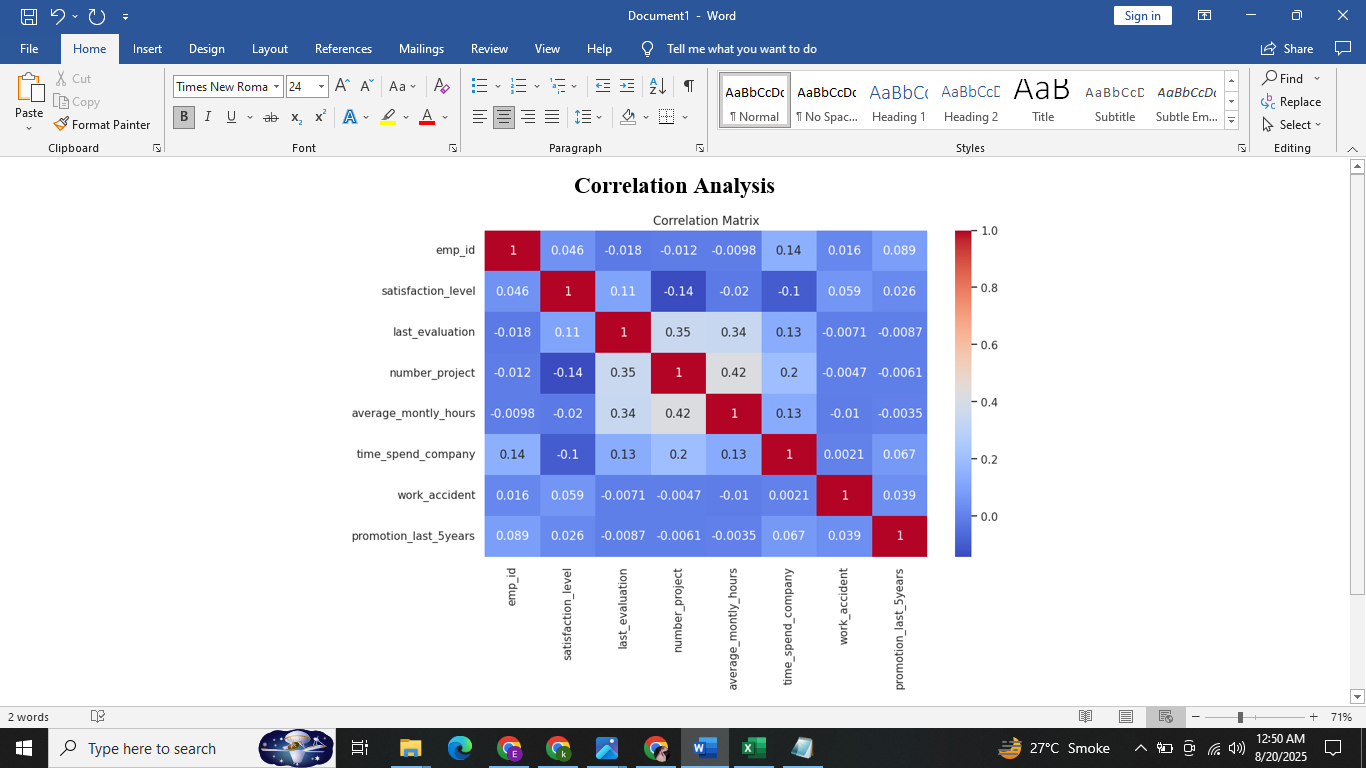 Document1 - Word
Sign in
File Home Insert Design Layout References Mailings Review View Help Tell me what you want to do Share
Paste
Cut
Copy
Format Painter
Clipboard
Times New Roma 24
Font
Paragraph
AaBbCcDc AaBbCcDc AaBbCc AaBbCcD AaB AaBbCcD AaBbCcDc
¶ Normal ¶ No Spac... Heading 1 Heading 2 Title Subtitle Subtle Em...
Styles
Find
Replace
Select
Editing
Correlation Analysis
Correlation Matrix
emp_id 1 0.046 -0.018 -0.012 -0.0098 0.14 0.016 0.089
satisfaction_level 0.046 1 0.11 -0.14 -0.02 -0.1 0.059 0.026
last_evaluation -0.018 0.11 1 0.35 0.34 0.13 -0.0071 -0.0087
number_project -0.012 -0.14 0.35 1 0.42 0.2 -0.0047 -0.0061
average_montly_hours -0.0098 -0.02 0.34 0.42 1 0.13 -0.01 -0.0035
time_spend_company 0.14 -0.1 0.13 0.2 0.13 1 0.0021 0.067
work_accident 0.016 0.059 -0.0071 -0.0047 -0.01 0.0021 1 0.039
promotion_last_5years 0.089 0.026 -0.0087 -0.0061 -0.0035 0.067 0.039 1
emp_id
satisfaction_level
last_evaluation
number_project
average_montly_hours
time_spend_company
work_accident
promotion_last_5years
1.0
0.8
0.6
0.4
0.2
0.0
2 words
71%
Type here to search
27°C Smoke
12:50 AM
8/20/2025